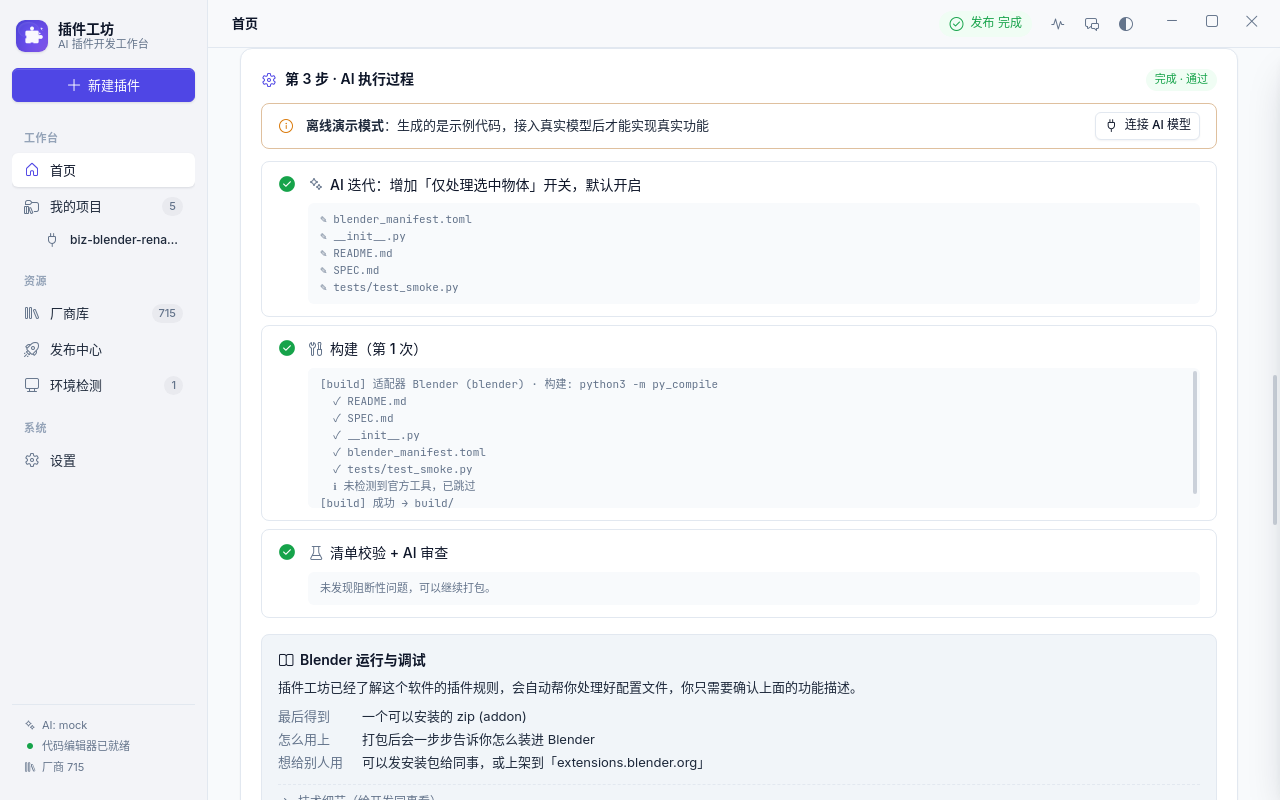 插件工坊
AI 插件开发工作台
新建插件
工作台
首页
我的项目 5
biz-blender-rena...
资源
厂商库 715
发布中心
环境检测 1
系统
设置
AI: mock
代码编辑器已就绪
厂商 715
首页
发布 完成
第 3 步 · AI 执行过程
完成 · 通过
离线演示模式：生成的是示例代码，接入真实模型后才能实现真实功能
连接 AI 模型
AI 迭代：增加「仅处理选中物体」开关，默认开启
✎ blender_manifest.toml
✎ __init__.py
✎ README.md
✎ SPEC.md
✎ tests/test_smoke.py
构建（第 1 次）
[build] 适配器 Blender (blender) · 构建: python3 -m py_compile
✓ README.md
✓ SPEC.md
✓ __init__.py
✓ blender_manifest.toml
✓ tests/test_smoke.py
ℹ 未检测到官方工具，已跳过
[build] 成功 → build/
清单校验 + AI 审查
未发现阻断性问题，可以继续打包。
Blender 运行与调试
插件工坊已经了解这个软件的插件规则，会自动帮你处理好配置文件，你只需要确认上面的功能描述。
最后得到 一个可以安装的 zip (addon)
怎么用上 打包后会一步步告诉你怎么装进 Blender
想给别人用 可以发安装包给同事，或上架到「extensions.blender.org」
技术细节（给开发同事看）